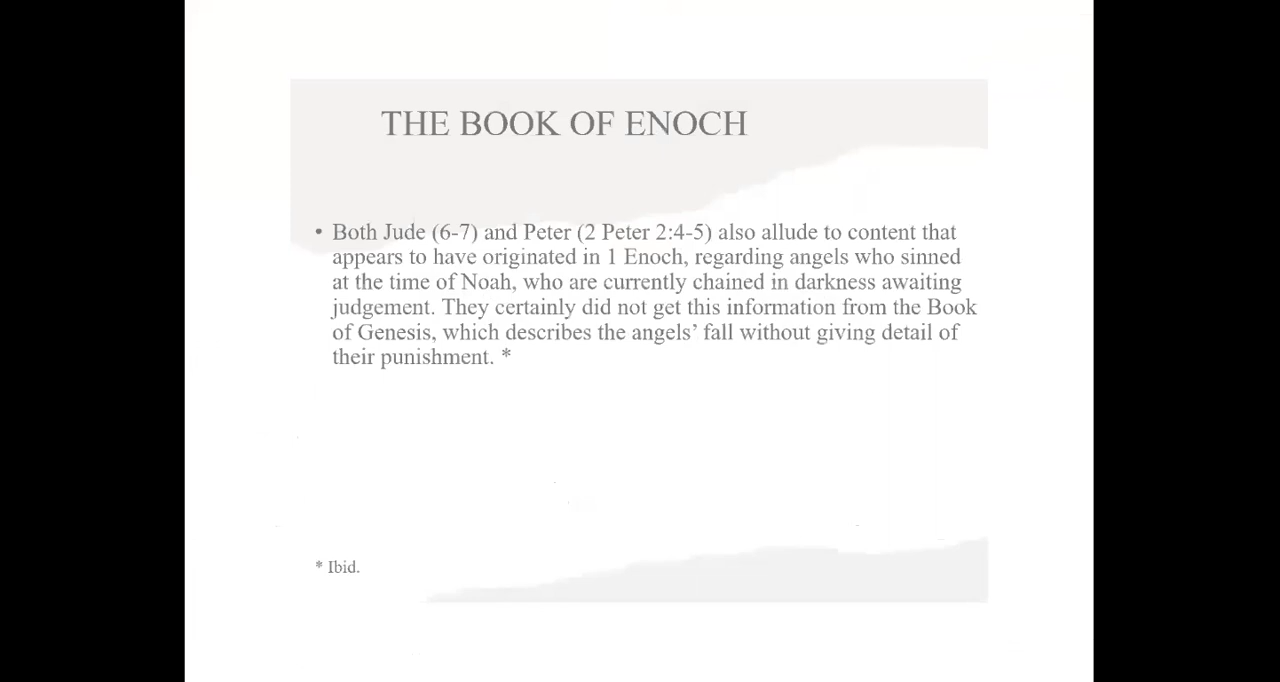 THE BOOK OF ENOCH
• Both Jude (6-7) and Peter (2 Peter 2:4-5) also allude to content that
appears to have originated in 1 Enoch, regarding angels who sinned
at the time of Noah, who are currently chained in darkness awaiting
judgement. They certainly did not get this information from the Book
of Genesis, which describes the angels’ fall without giving detail of
their punishment. *
* Ibid.